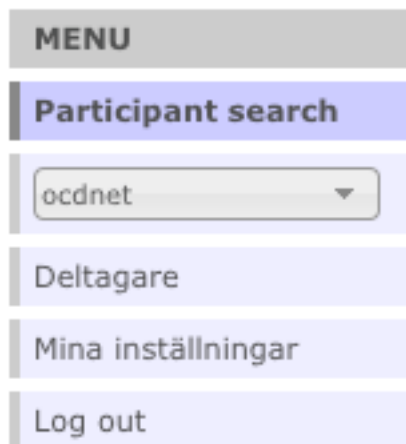 MENU
Participant search
ocdnet
Deltagare
Mina inställningar
Log out